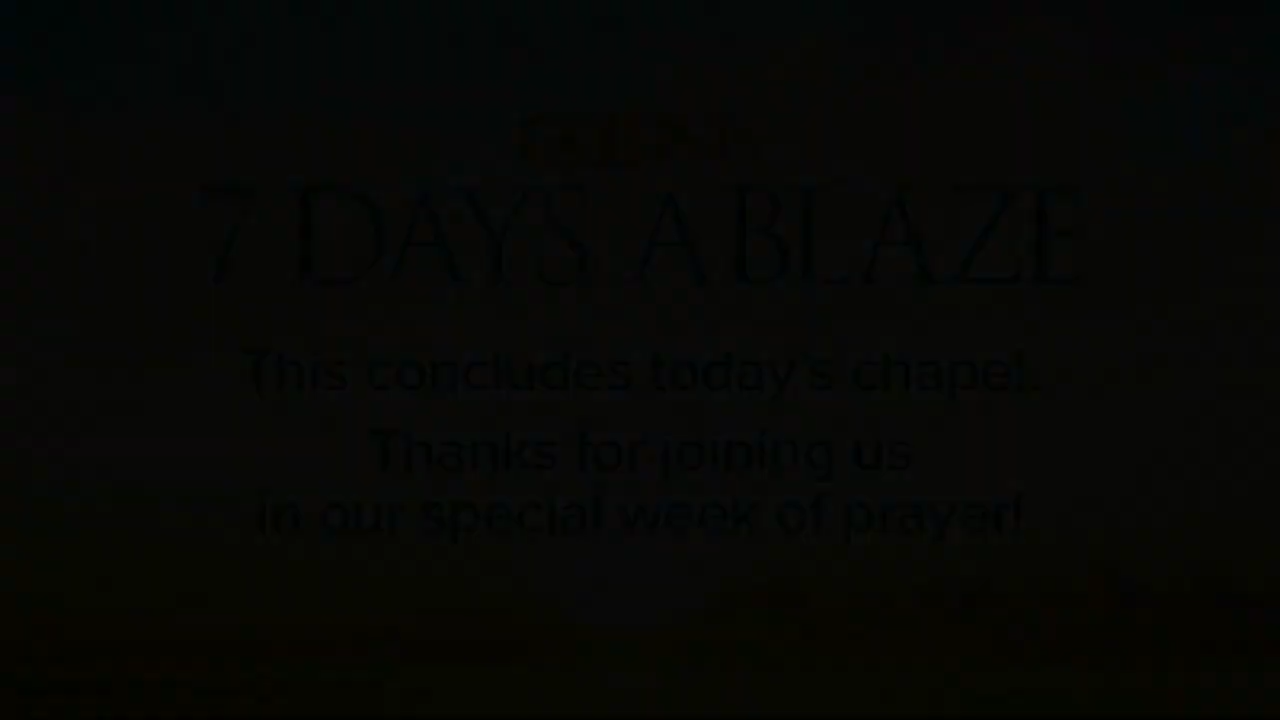 7 DAYS ABLAZE
This concludes today's chapel.
Thanks for joining us
in our special week of prayer!